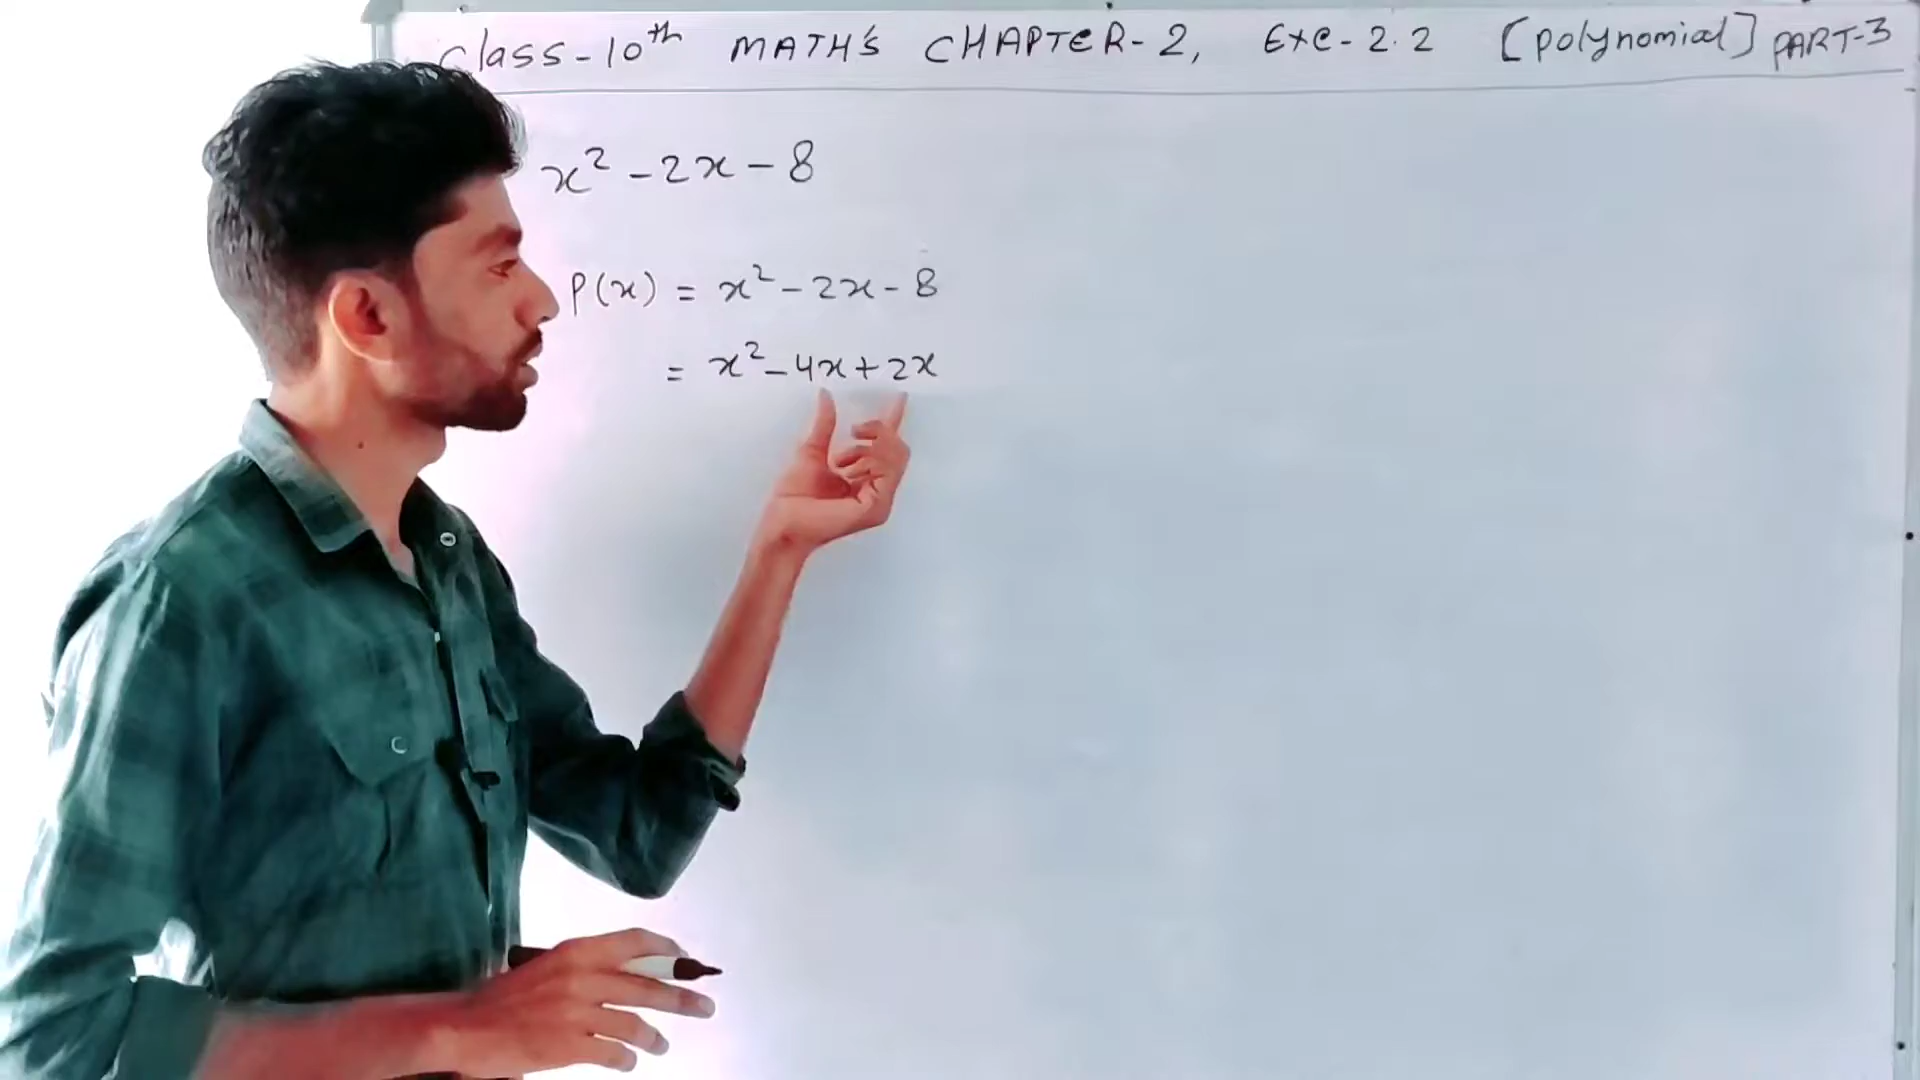 class-10th MATH'S CHAPTER-2, Exe-2.2 [polynomial] PART-3
x² - 2x - 8
P(x) = x² - 2x - 8
= x² - 4x + 2x